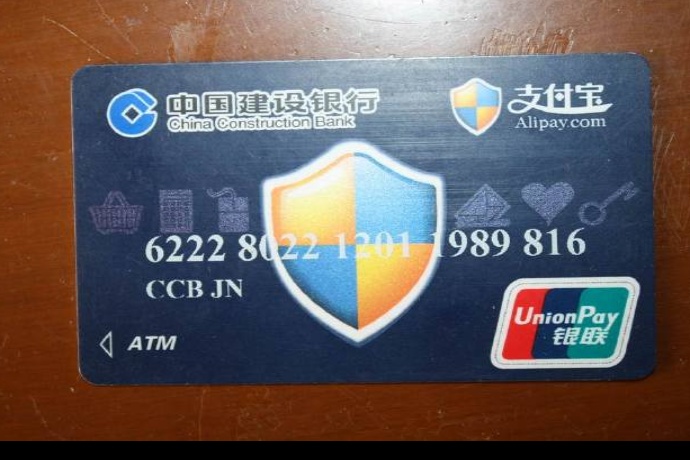 中国建设银行
China Construction Bank
支付宝
Alipay.com
6222 8022 1201 1989 816
CCB JN
ATM
UnionPay
银联